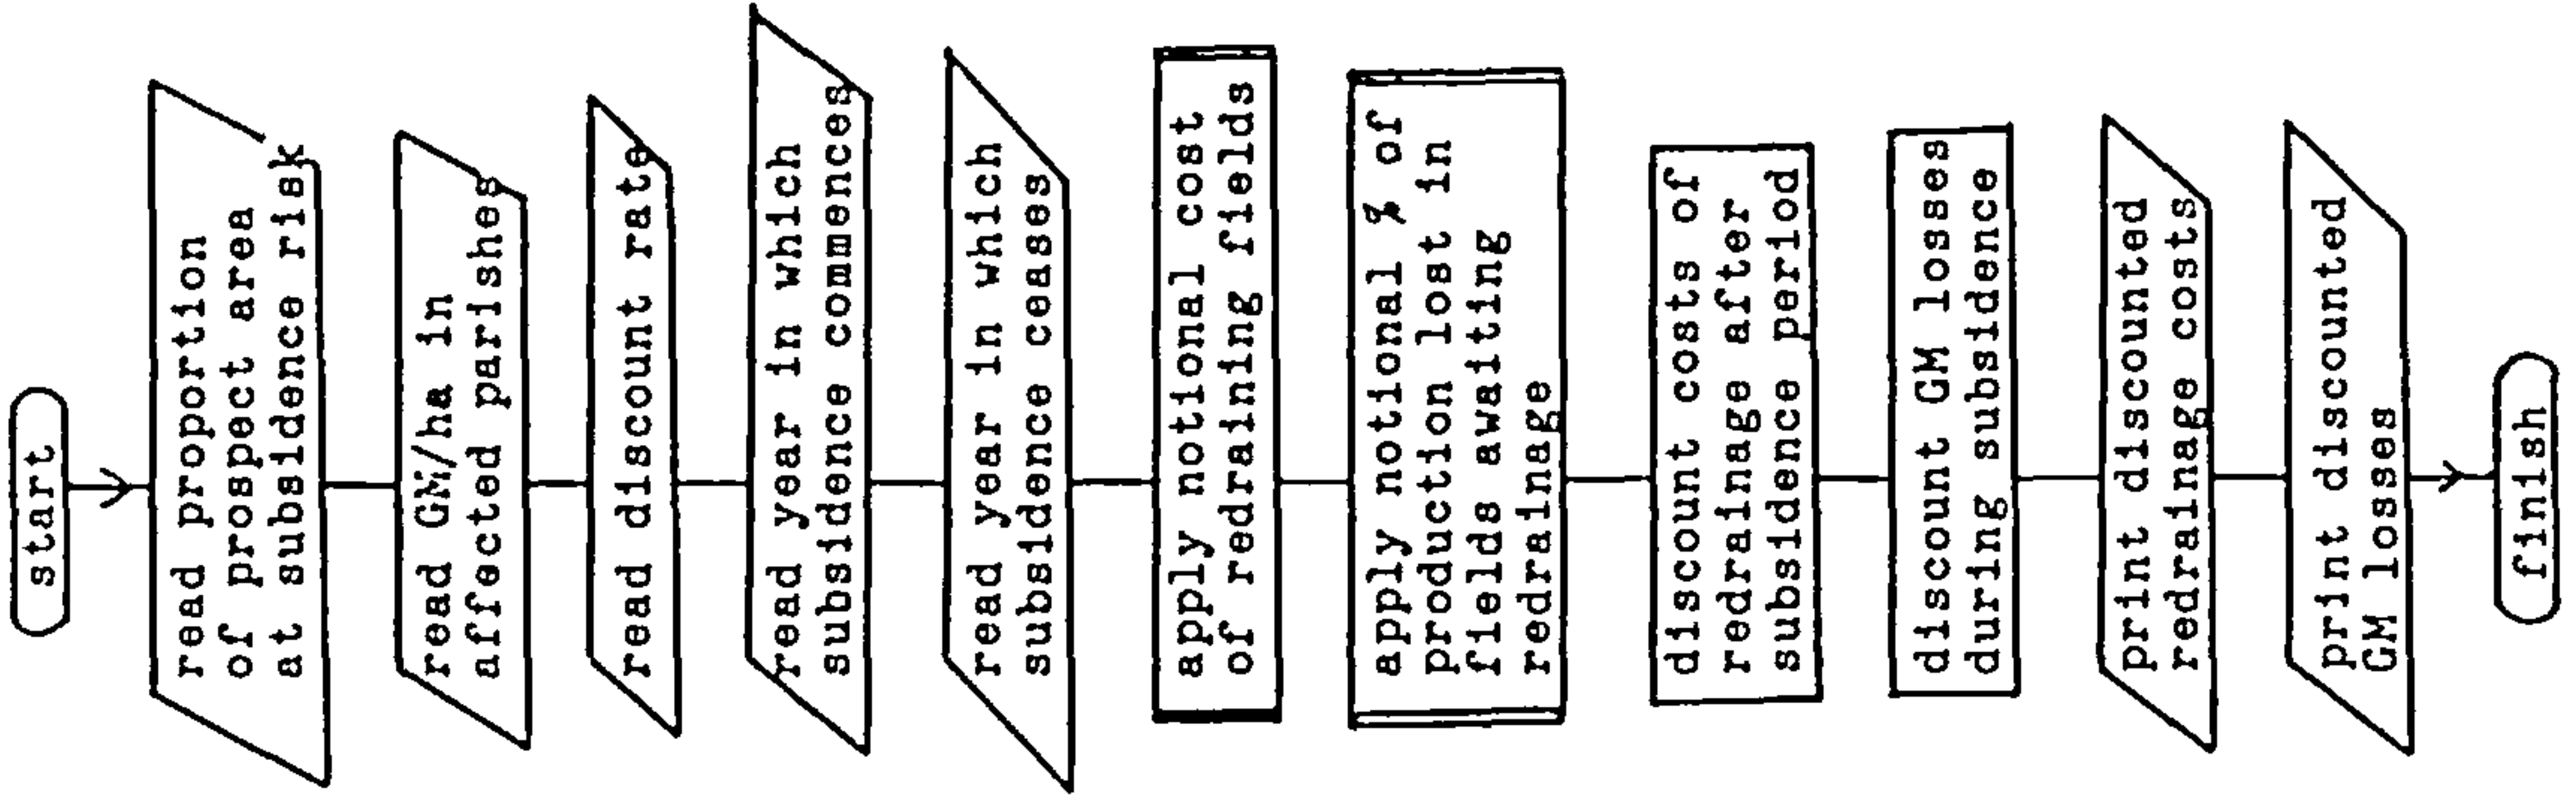 start
read proportion
of prospect area
at subsidence risk
read GM/ha in
affected parishes
read discount rate
read year in which
subsidence commences
read year in which
subsidence ceases
apply notional cost
of redraining fields
apply notional % of
production lost in
fields awaiting
redrainage
discount costs of
redrainage after
subsidence period
discount GM losses
during subsidence
print discounted
redrainage costs
print discounted
GM losses
finish